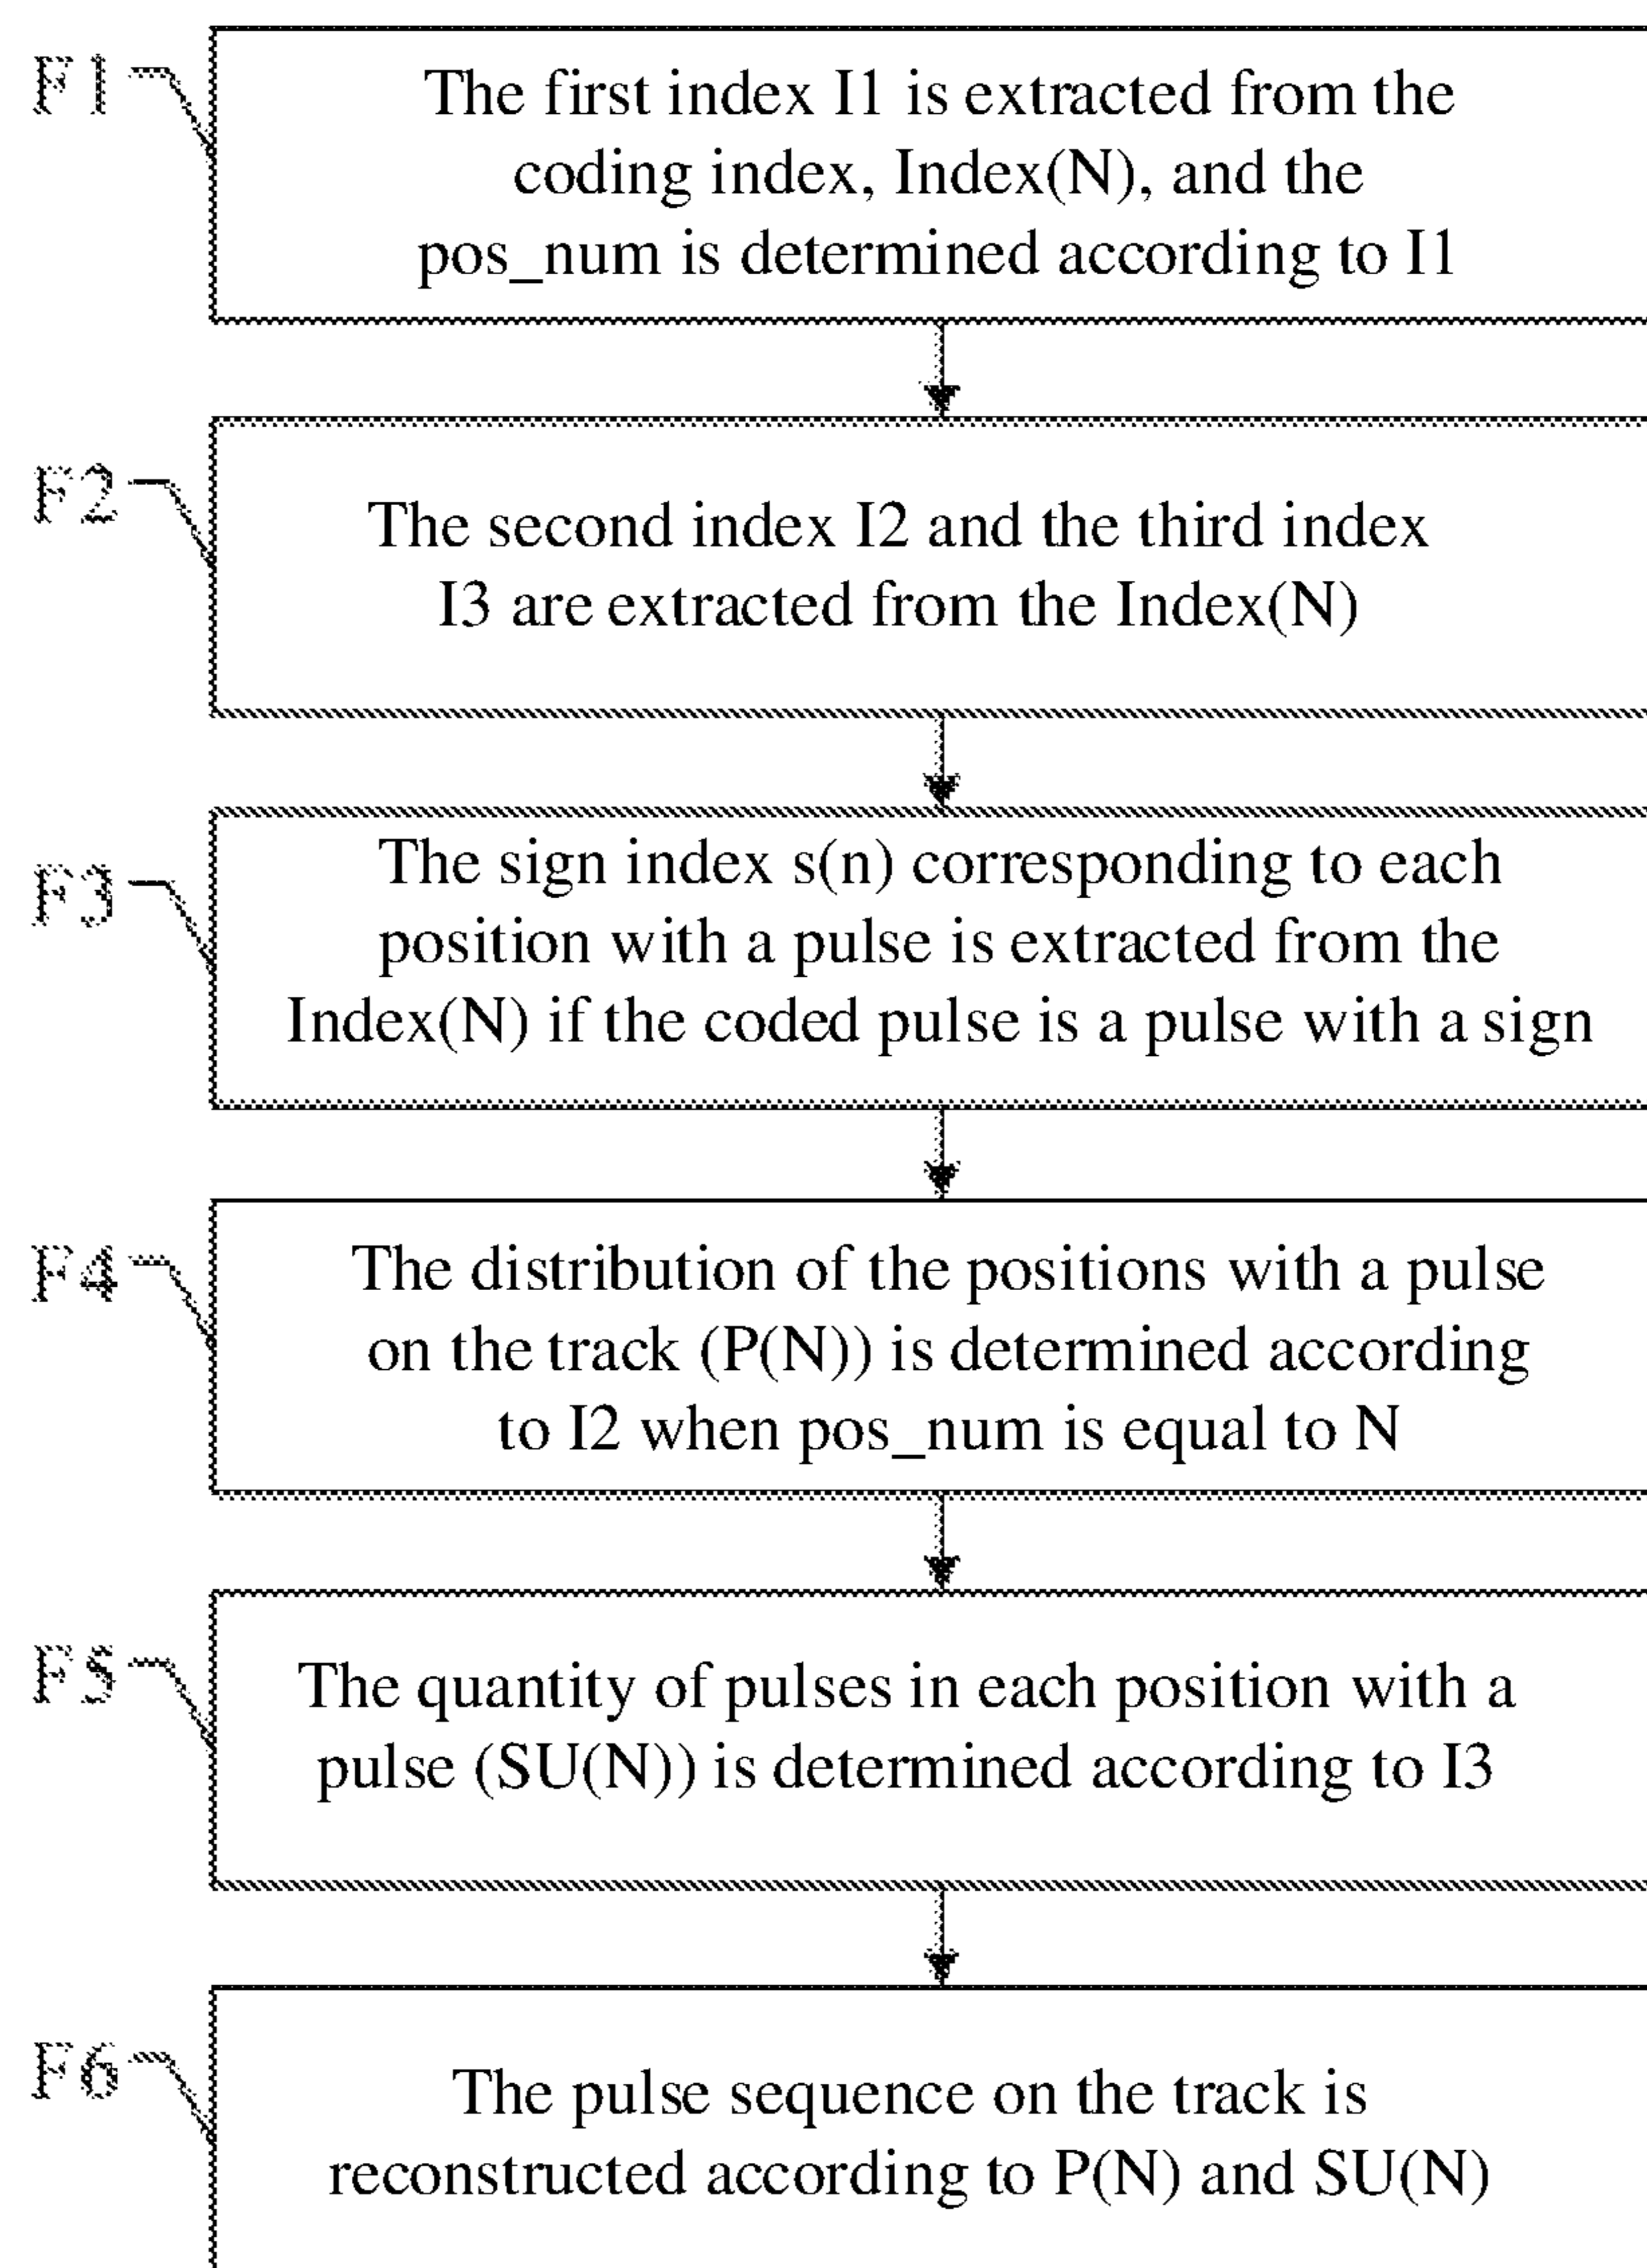 F1
The first index I1 is extracted from the
coding index, Index(N), and the
pos_num is determined according to I1
F2
The second index I2 and the third index
I3 are extracted from the Index(N)
F3
The sign index s(n) corresponding to each
position with a pulse is extracted from the
Index(N) if the coded pulse is a pulse with a sign
F4
The distribution of the positions with a pulse
on the track (P(N)) is determined according
to I2 when pos_num is equal to N
F5
The quantity of pulses in each position with a
pulse (SU(N)) is determined according to I3
F6
The pulse sequence on the track is
reconstructed according to P(N) and SU(N)